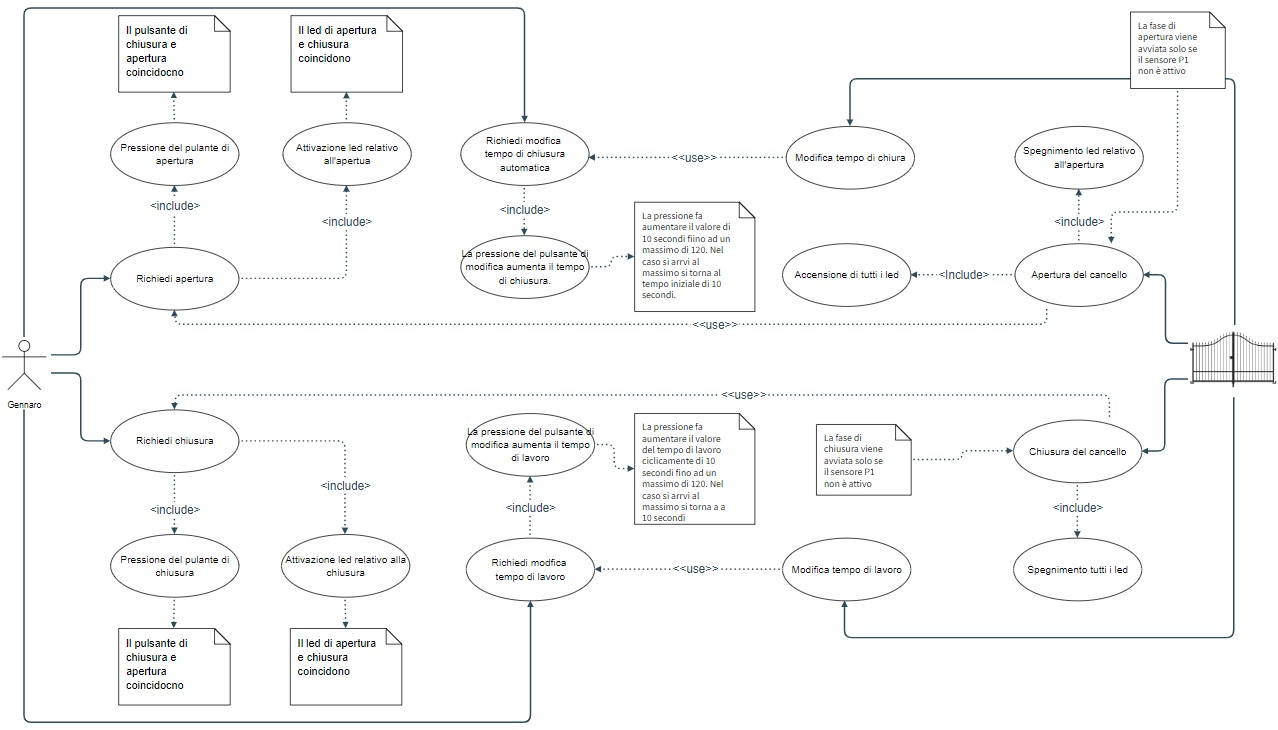 Il pulsante di
chiusura e
apertura
coincidocno
Il led di apertura
e chiusura
coincidono
La fase di
apertura viene
avviata solo se
il sensore P1
non è attivo
Pressione del pulante di
apertura
Attivazione led relativo
all'apertua
Richiedi modfica
tempo di chiusura
automatica
<<use>>
Modifica tempo di chiura
Spegnimento led relativo
all'apertura
<include>
<include>
<include>
<include>
La pressione fa
aumentare il valore di
10 secondi fiino ad un
massimo di 120. Nel
caso si arrvi al
massimo si torna al
tempo iniziale di 10
secondi.
Richiedi apertura
La pressione del pulsante di
modifica aumenta il tempo
di chiusura.
Accensione di tutti i led
<Include>
Apertura del cancello
<<use>>
Gennaro
<<use>>
Richiedi chiusura
La pressione del pulsante di
modifica aumenta il tempo
di lavoro
La pressione fa
aumentare il valore
del tempo di lavoro
ciclicamente di 10
secondi fino ad un
massimo di 120. Nel
caso si arrvi al
massimo si torna a a
10 secondi
La fase di
chiusura viene
avviata solo se
il sensore P1
non è attivo
Chiusura del cancello
<include>
<include>
<include>
<include>
Pressione del pulante di
chiusura
Attivazione led relativo alla
chiusura
Richiedi modfica
tempo di lavoro
<<use>>
Modifica tempo di lavoro
Spegnimento tutti i led
Il pulsante di
chiusura e
apertura
coincidocno
Il led di apertura
e chiusura
coincidono